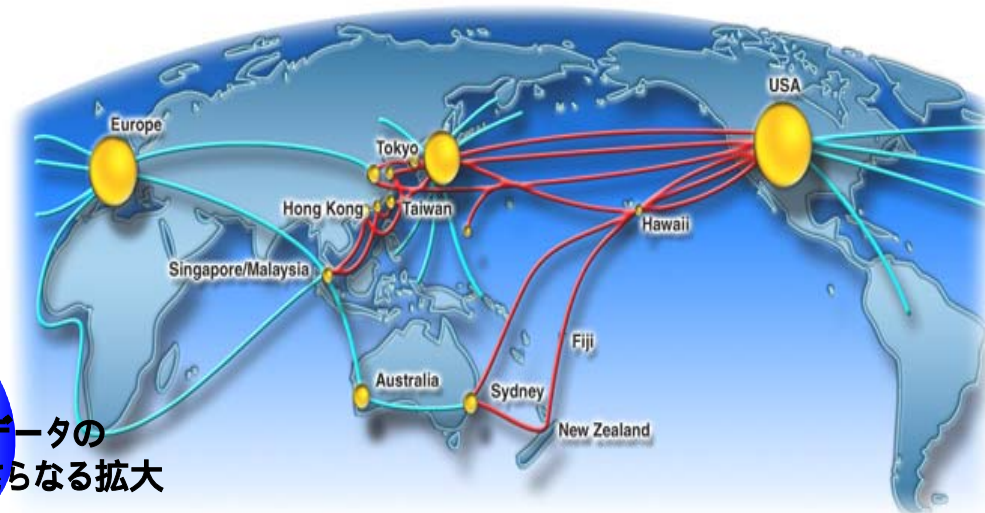 USA
Europe
Tokyo
Hong Kong
Taiwan
Hawaii
Singapore/Malaysia
Fiji
Australia
Sydney
New Zealand
ータの
らなる拡大